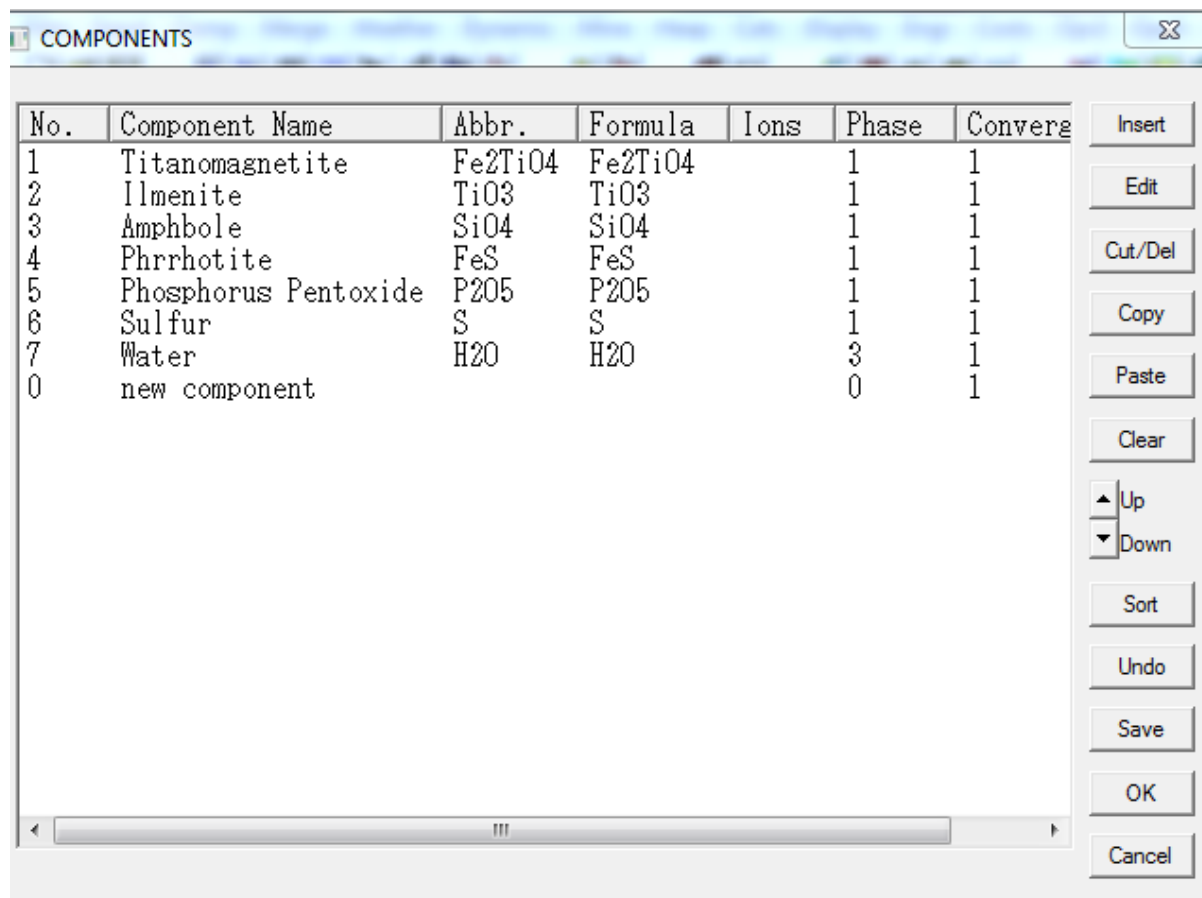 COMPONENTS
No. Component Name Abbr. Formula Ions Phase Converg
1 Titanomagnetite Fe2TiO4 Fe2TiO4 1 1
2 Ilmenite TiO3 TiO3 1 1
3 Amphbole SiO4 SiO4 1 1
4 Phrrhotite FeS FeS 1 1
5 Phosphorus Pentoxide P2O5 P2O5 1 1
6 Sulfur S S 1 1
7 Water H2O H2O 3 1
0 new component 0 1
Insert
Edit
Cut/Del
Copy
Paste
Clear
Up
Down
Sort
Undo
Save
OK
Cancel